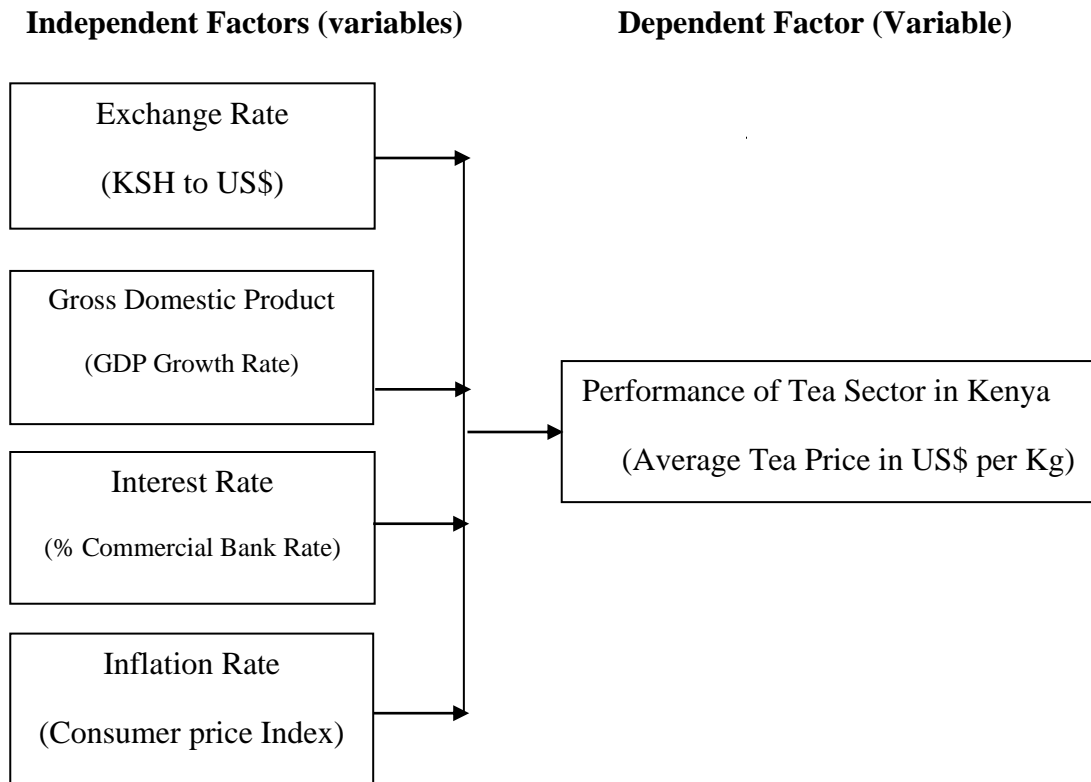 Independent Factors (variables)
Dependent Factor (Variable)
Exchange Rate
(KSH to US$)
Gross Domestic Product
(GDP Growth Rate)
Interest Rate
(% Commercial Bank Rate)
Inflation Rate
(Consumer price Index)
Performance of Tea Sector in Kenya
(Average Tea Price in US$ per Kg)